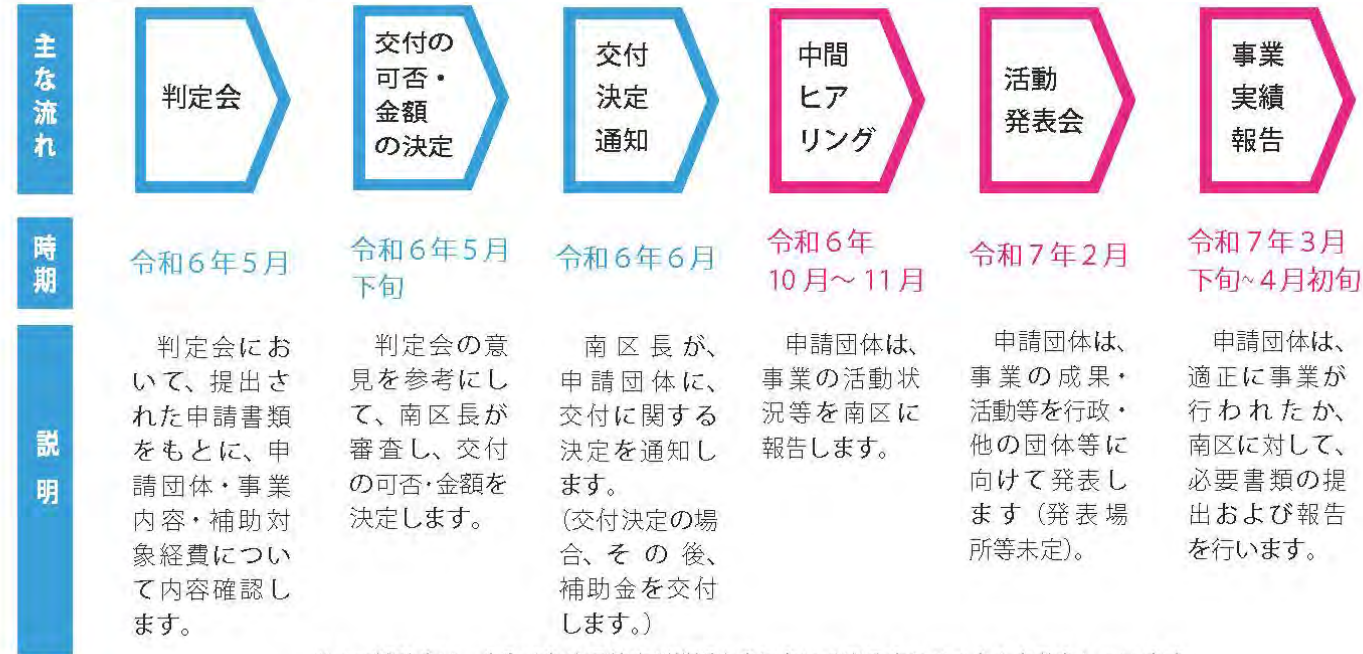 主な流れ
判定会
交付の
可否・
金額
の決定
交付
決定
通知
中間
ヒア
リング
活動
発表会
事業
実績
報告
時期
令和6年5月
令和6年5月
下旬
令和6年6月
令和6年
10月～11月
令和7年2月
令和7年3月
下旬~4月初旬
説明
判定会にお
いて、提出さ
れた申請書類
をもとに、申
請団体・事業
内容・補助対
象経費につい
て内容確認し
ます。
判定会の意
見を参考にし
て、南区長が
審査し、交付
の可否・金額を
決定します。
南区長が、
申請団体に、
交付に関する
決定を通知し
ます。
(交付決定の場
合、その後、
補助金を交付
します。)
申請団体は、
事業の活動状
況等を南区に
報告します。
申請団体は、
事業の成果・
活動等を行政・
他の団体等に
向けて発表し
ます（発表場
所等未定）。
申請団体は、
適正に事業が
行われたか、
南区に対して、
必要書類の提
出および報告
を行います。